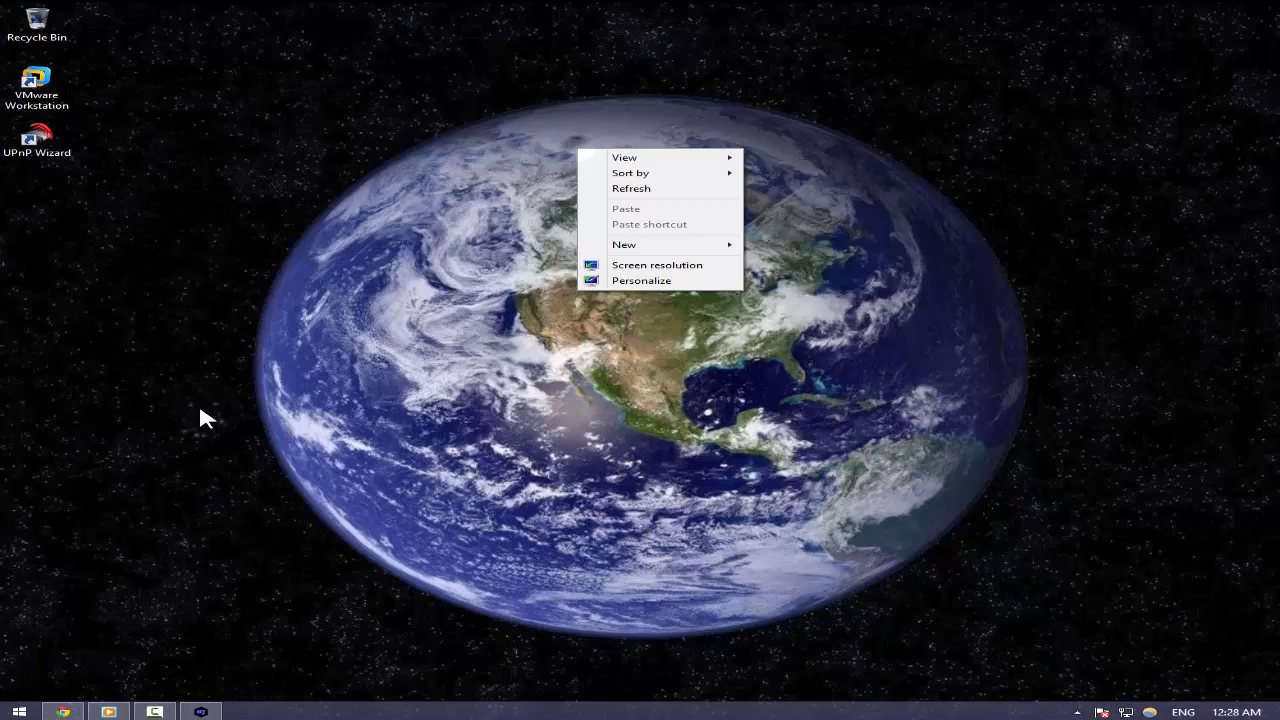 Recycle Bin
VMware
Workstation
UPnP Wizard
View
Sort by
Refresh
Paste
Paste shortcut
New
Screen resolution
Personalize
ENG
12:28 AM